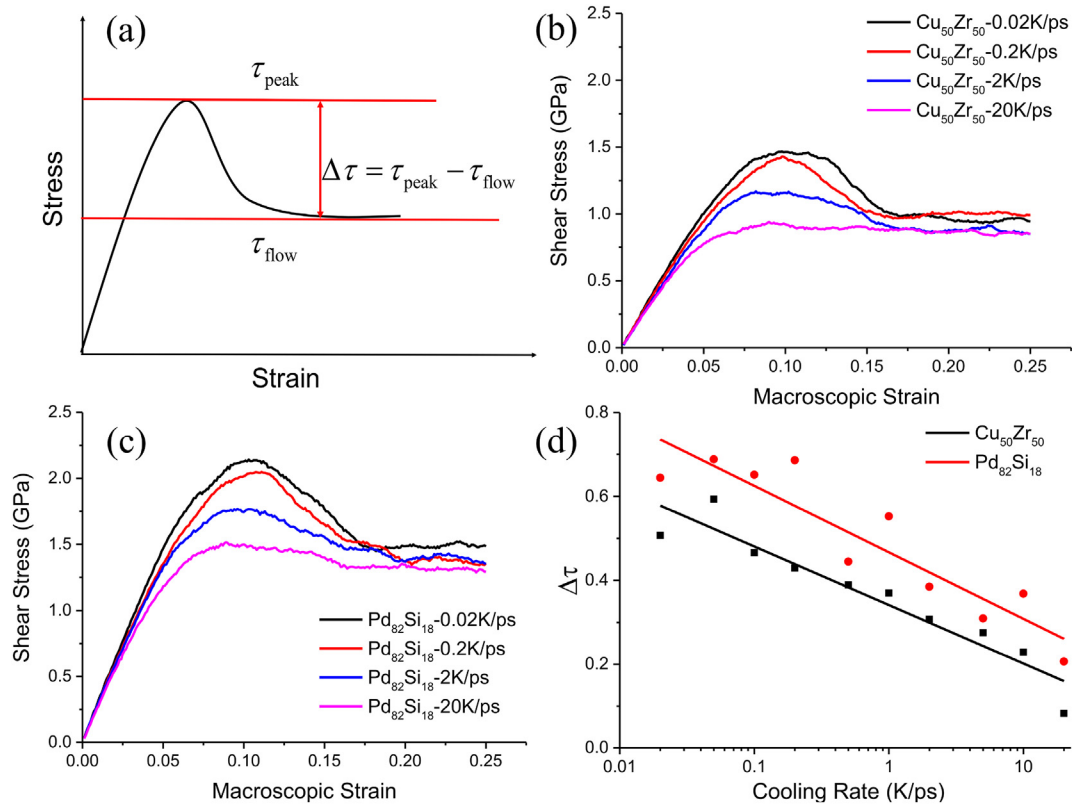 (a)
τpeak
Δτ = τpeak − τflow
τflow
Stress
Strain
(b)
Cu50Zr50-0.02K/ps
Cu50Zr50-0.2K/ps
Cu50Zr50-2K/ps
Cu50Zr50-20K/ps
Shear Stress (GPa)
2.5
2.0
1.5
1.0
0.5
0.0
0.00 0.05 0.10 0.15 0.20 0.25
Macroscopic Strain
(c)
Pd82Si18-0.02K/ps
Pd82Si18-0.2K/ps
Pd82Si18-2K/ps
Pd82Si18-20K/ps
Shear Stress (GPa)
2.5
2.0
1.5
1.0
0.5
0.0
0.00 0.05 0.10 0.15 0.20 0.25
Macroscopic Strain
(d)
Cu50Zr50
Pd82Si18
Δτ
0.8
0.6
0.4
0.2
0.0
0.01 0.1 1 10
Cooling Rate (K/ps)